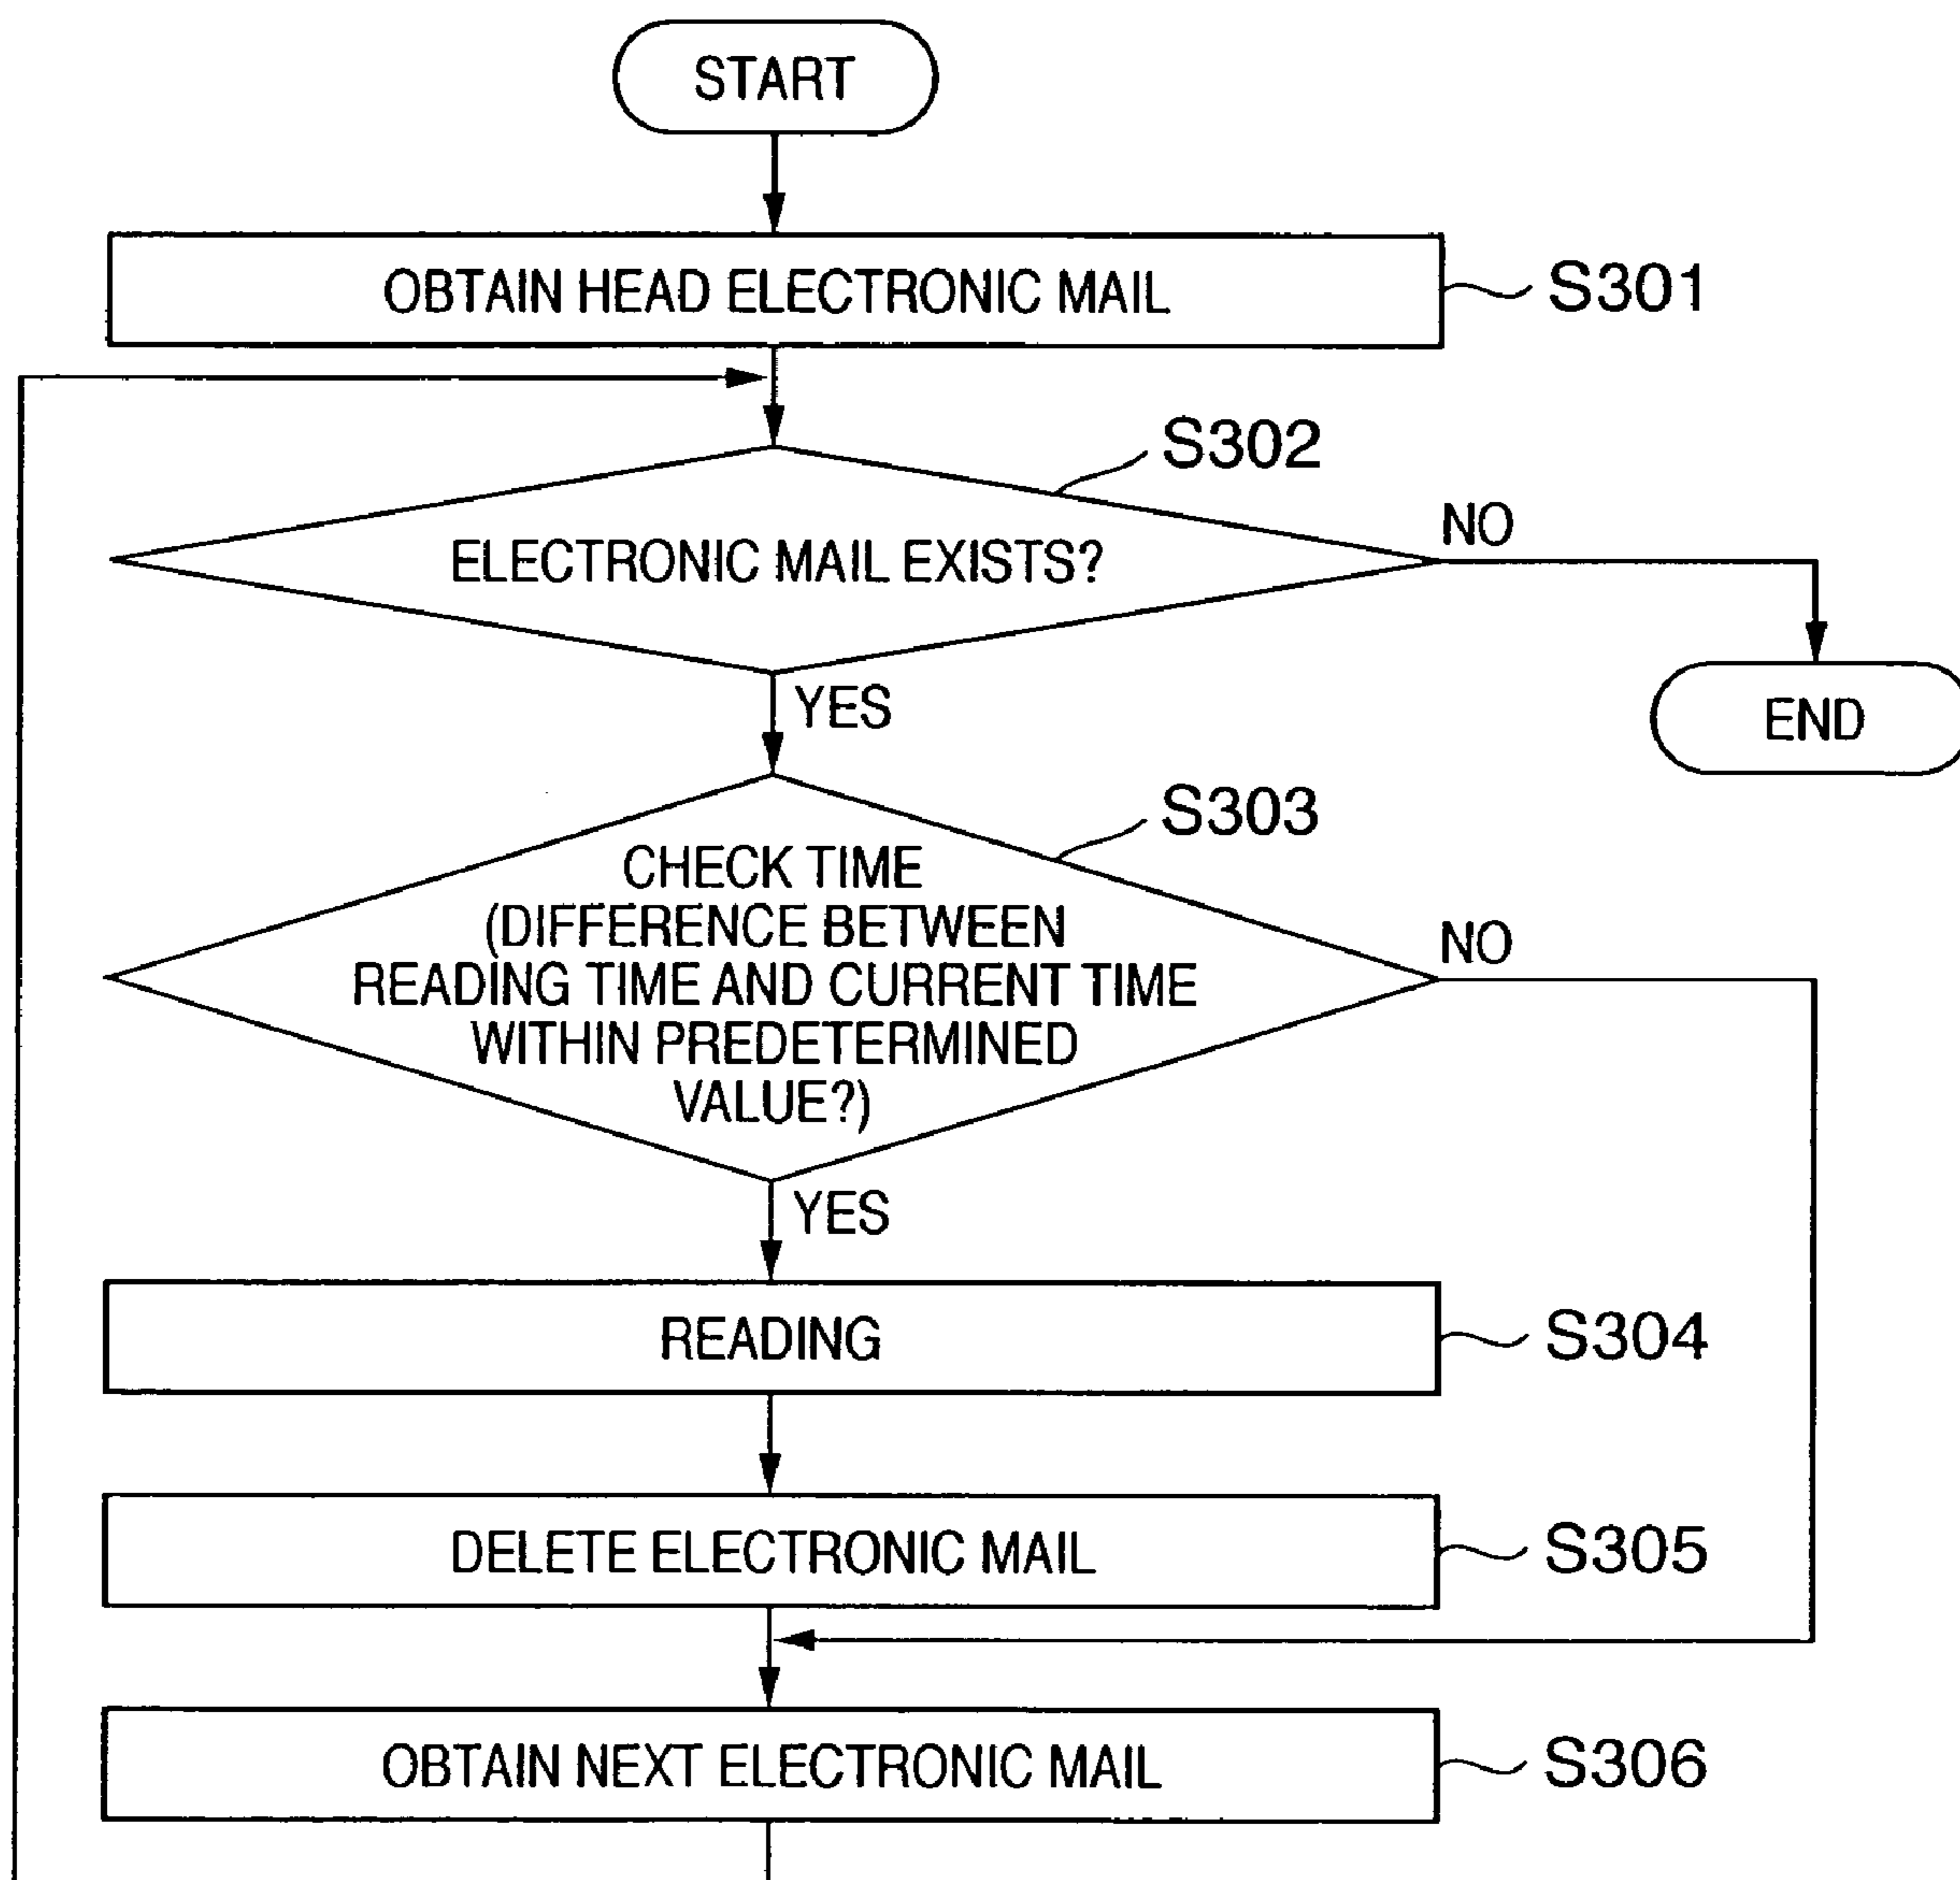 START
OBTAIN HEAD ELECTRONIC MAIL
S301
S302
ELECTRONIC MAIL EXISTS?
NO
END
YES
S303
CHECK TIME
(DIFFERENCE BETWEEN
READING TIME AND CURRENT TIME
WITHIN PREDETERMINED
VALUE?)
NO
YES
READING
S304
DELETE ELECTRONIC MAIL
S305
OBTAIN NEXT ELECTRONIC MAIL
S306